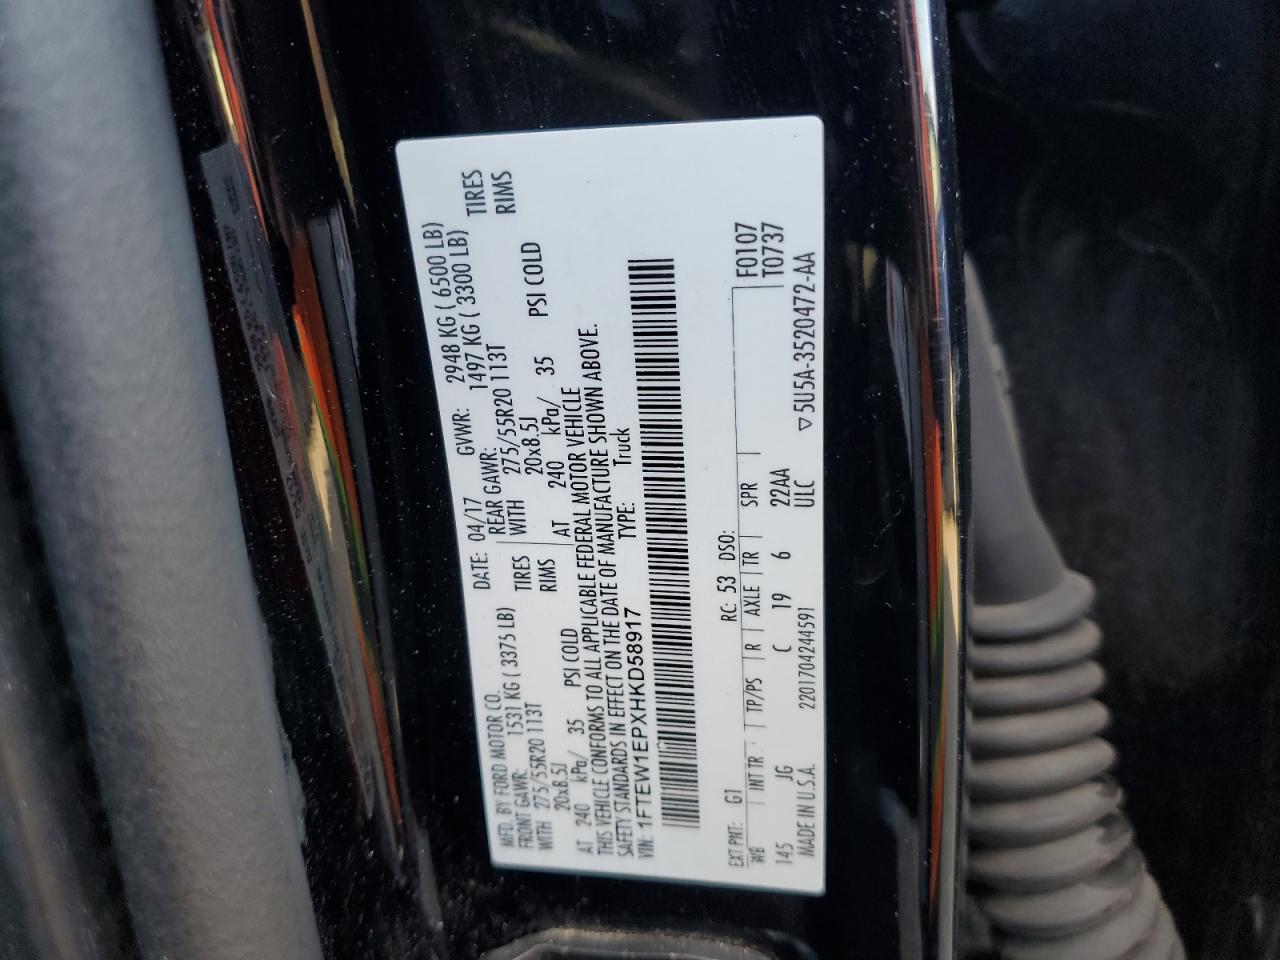 MFD. BY FORD MOTOR CO.
DATE: 04/17 GVWR: 2948 KG ( 6500 LB)
FRONT GAWR: 1531 KG ( 3375 LB)
REAR GAWR: 1497 KG ( 3300 LB)
WITH 275/55R20 113T TIRES
WITH 275/55R20 113T TIRES
20x8.5J RIMS
20x8.5J RIMS
AT 240 kPa/ 35 PSI COLD
AT 240 kPa/ 35 PSI COLD
THIS VEHICLE CONFORMS TO ALL APPLICABLE FEDERAL MOTOR VEHICLE
SAFETY STANDARDS IN EFFECT ON THE DATE OF MANUFACTURE SHOWN ABOVE.
VIN: 1FTEW1EPXHKD58917 TYPE: Truck
EXT PNT: G1 RC: 53 DSO: F0107
T0737
WB INT TR. TP/PS R AXLE TR SPR
145 JG C 19 6 22AA
MADE IN U.S.A. 220170424459​1 ULC ▽5U5A-3520472-AA